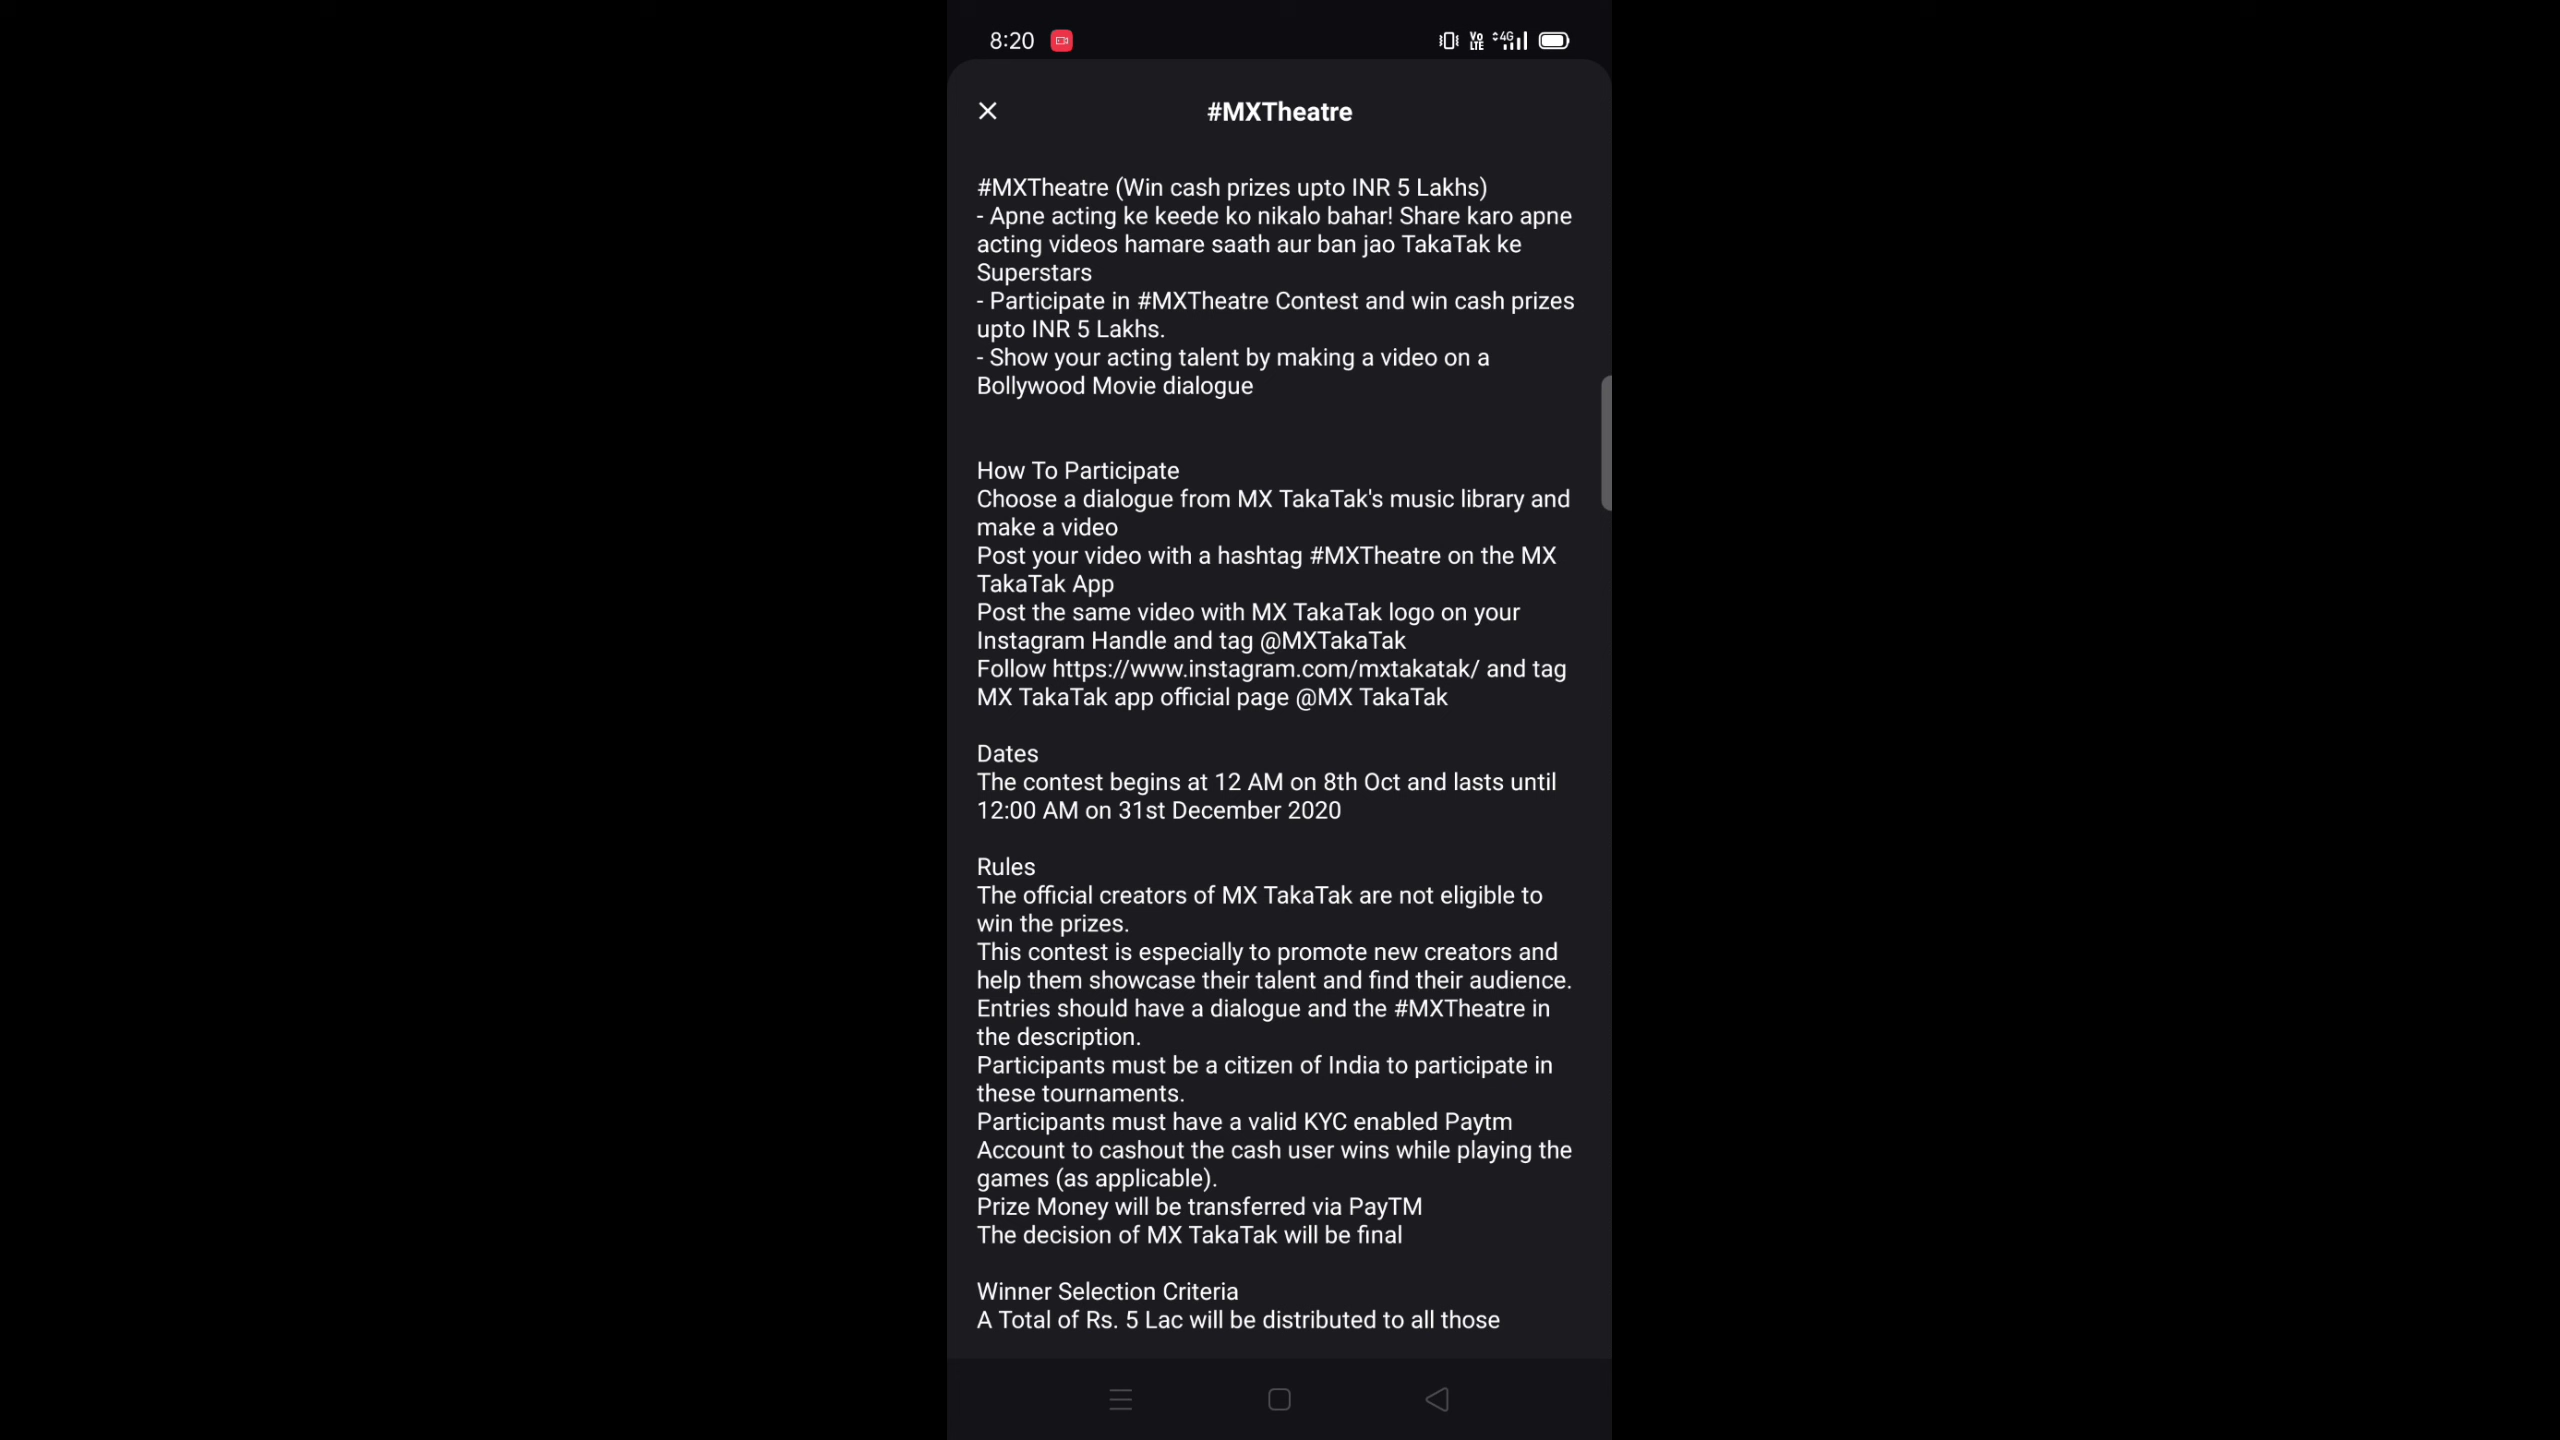 8:20
Vo
LTE
4G
#MXTheatre
#MXTheatre (Win cash prizes upto INR 5 Lakhs)
- Apne acting ke keede ko nikalo bahar! Share karo apne
acting videos hamare saath aur ban jao TakaTak ke
Superstars
- Participate in #MXTheatre Contest and win cash prizes
upto INR 5 Lakhs.
- Show your acting talent by making a video on a
Bollywood Movie dialogue
How To Participate
Choose a dialogue from MX TakaTak's music library and
make a video
Post your video with a hashtag #MXTheatre on the MX
TakaTak App
Post the same video with MX TakaTak logo on your
Instagram Handle and tag @MXTakaTak
Follow https://www.instagram.com/mxtakatak/ and tag
MX TakaTak app official page @MX TakaTak
Dates
The contest begins at 12 AM on 8th Oct and lasts until
12:00 AM on 31st December 2020
Rules
The official creators of MX TakaTak are not eligible to
win the prizes.
This contest is especially to promote new creators and
help them showcase their talent and find their audience.
Entries should have a dialogue and the #MXTheatre in
the description.
Participants must be a citizen of India to participate in
these tournaments.
Participants must have a valid KYC enabled Paytm
Account to cashout the cash user wins while playing the
games (as applicable).
Prize Money will be transferred via PayTM
The decision of MX TakaTak will be final
Winner Selection Criteria
A Total of Rs. 5 Lac will be distributed to all those